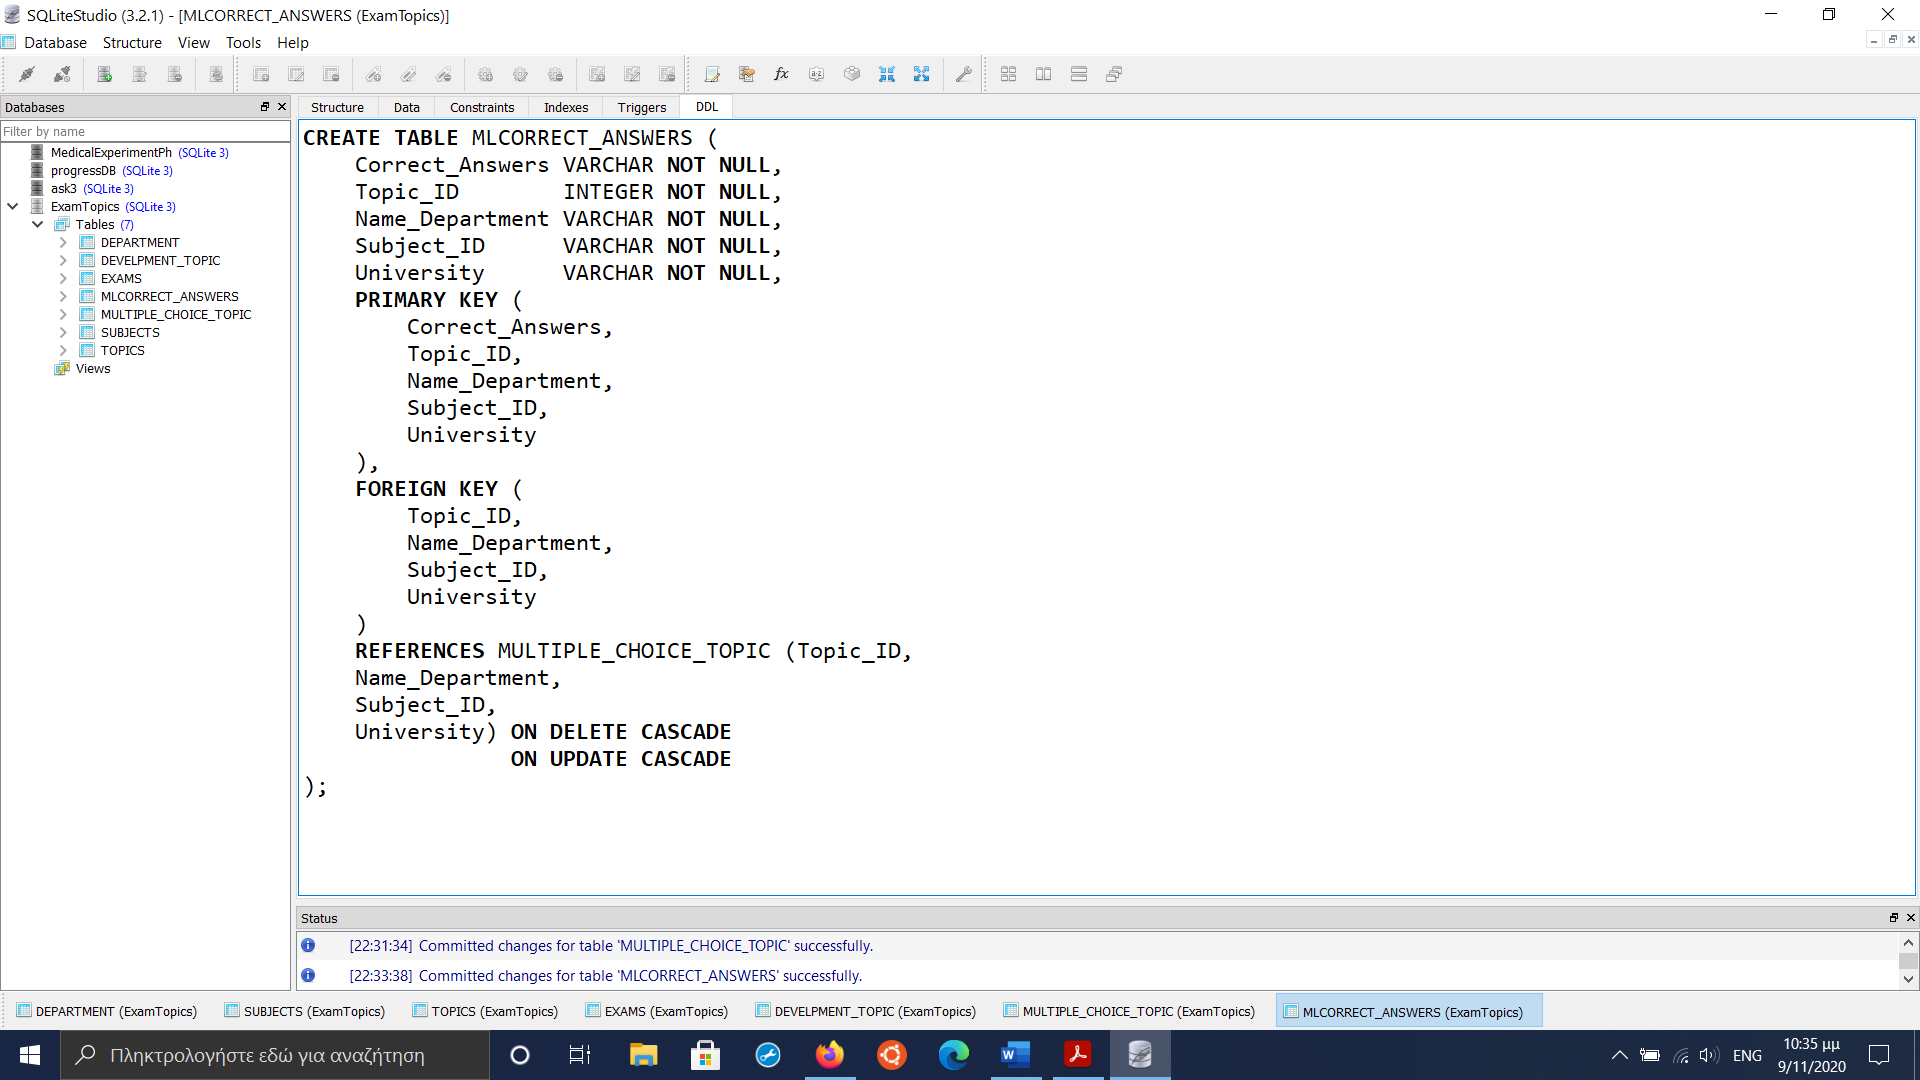 SQLiteStudio (3.2.1) - [MLCORRECT_ANSWERS (ExamTopics)]
Database Structure View Tools Help
Databases
Filter by name
MedicalExperimentPh (SQLite 3)
progressDB (SQLite 3)
ask3 (SQLite 3)
ExamTopics (SQLite 3)
Tables (7)
DEPARTMENT
DEVELPMENT_TOPIC
EXAMS
MLCORRECT_ANSWERS
MULTIPLE_CHOICE_TOPIC
SUBJECTS
TOPICS
Views
Structure Data Constraints Indexes Triggers DDL
CREATE TABLE MLCORRECT_ANSWERS (
Correct_Answers VARCHAR NOT NULL,
Topic_ID INTEGER NOT NULL,
Name_Department VARCHAR NOT NULL,
Subject_ID VARCHAR NOT NULL,
University VARCHAR NOT NULL,
PRIMARY KEY (
Correct_Answers,
Topic_ID,
Name_Department,
Subject_ID,
University
),
FOREIGN KEY (
Topic_ID,
Name_Department,
Subject_ID,
University
)
REFERENCES MULTIPLE_CHOICE_TOPIC (Topic_ID,
Name_Department,
Subject_ID,
University) ON DELETE CASCADE
ON UPDATE CASCADE
);
Status
[22:31:34] Committed changes for table 'MULTIPLE_CHOICE_TOPIC' successfully.
[22:33:38] Committed changes for table 'MLCORRECT_ANSWERS' successfully.
DEPARTMENT (ExamTopics) SUBJECTS (ExamTopics) TOPICS (ExamTopics) EXAMS (ExamTopics) DEVELPMENT_TOPIC (ExamTopics) MULTIPLE_CHOICE_TOPIC (ExamTopics) MLCORRECT_ANSWERS (ExamTopics)
Πληκτρολογήστε εδώ για αναζήτηση
ENG
10:35 μμ
9/11/2020